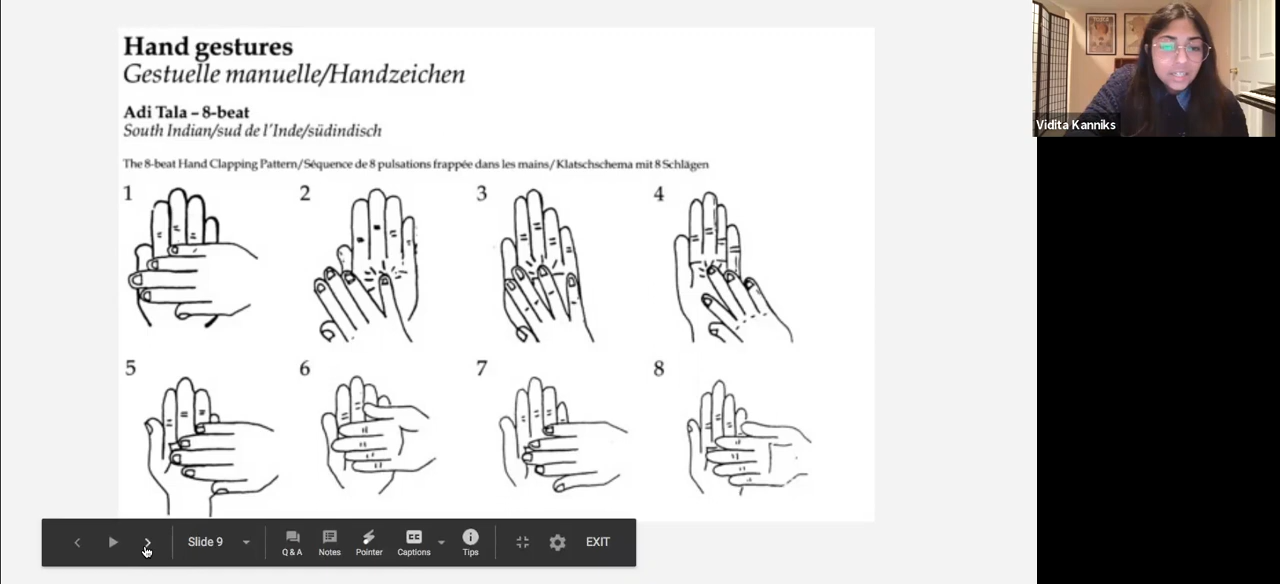 Hand gestures
Gestuelle manuelle/Handzeichen
Adi Tala – 8-beat
South Indian/sud de l'Inde/südindisch
The 8-beat Hand Clapping Pattern/Séquence de 8 pulsations frappée dans les mains/Klatschschema mit 8 Schlägen
1 2 3 4
5 6 7 8
Slide 9
Q & A Notes Pointer Captions Tips
EXIT
Vidita Kanniks